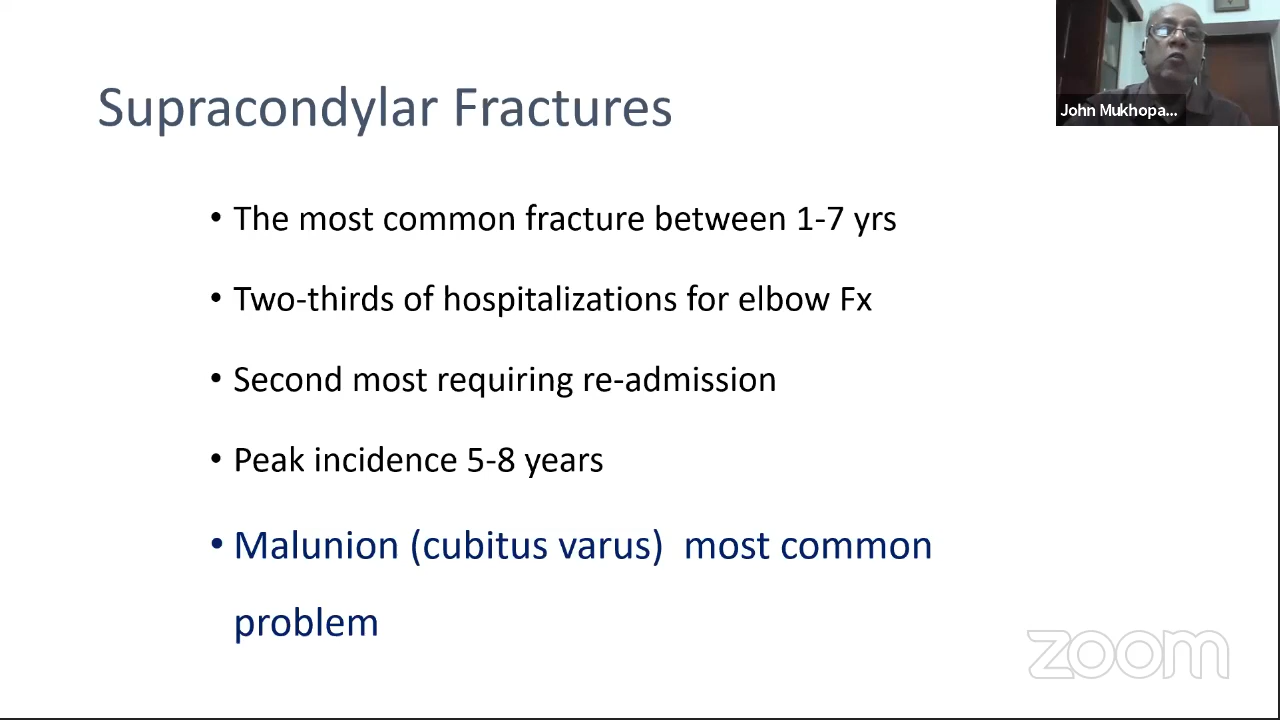 Supracondylar Fractures
• The most common fracture between 1-7 yrs
• Two-thirds of hospitalizations for elbow Fx
• Second most requiring re-admission
• Peak incidence 5-8 years
• Malunion (cubitus varus)  most common
problem
John Mukhopa...
zoom